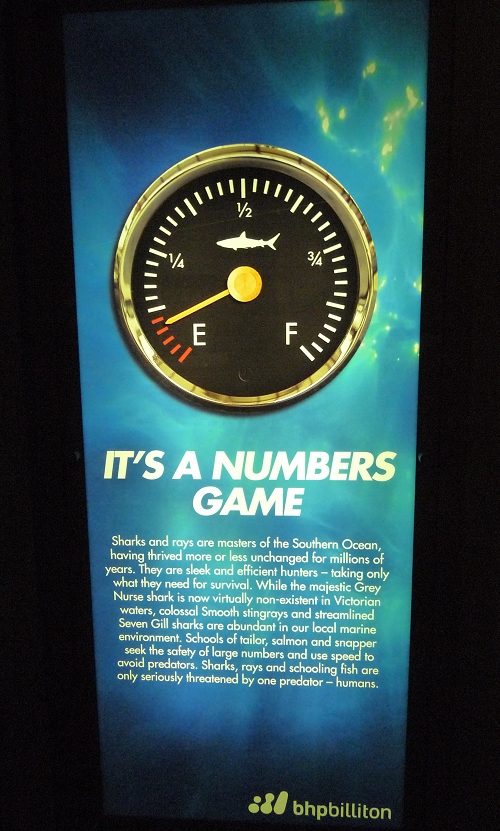 ½
¼
¾
E F
IT'S A NUMBERS
GAME
Sharks and rays are masters of the Southern Ocean,
having thrived more or less unchanged for millions of
years. They are sleek and efficient hunters – taking only
what they need for survival. While the majestic Grey
Nurse shark is now virtually non-existent in Victorian
waters, colossal Smooth stingrays and streamlined
Seven Gill sharks are abundant in our local marine
environment. Schools of tailor, salmon and snapper
seek the safety of large numbers and use speed to
avoid predators. Sharks, rays and schooling fish are
only seriously threatened by one predator – humans.
bhpbilliton